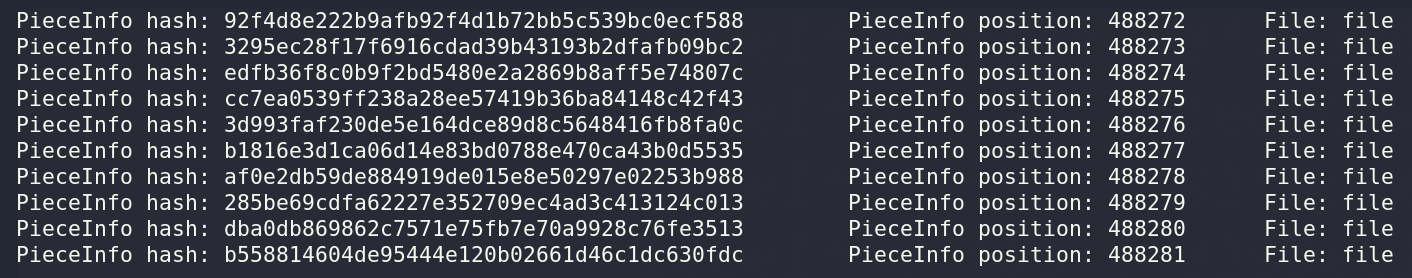 PieceInfo hash: 92f4d8e222b9afb92f4d1b72bb5c539bc0ecf588 PieceInfo position: 488272 File: file
PieceInfo hash: 3295ec28f17f6916cdad39b43193b2dfafb09bc2 PieceInfo position: 488273 File: file
PieceInfo hash: edfb36f8c0b9f2bd5480e2a2869b8aff5e74807c PieceInfo position: 488274 File: file
PieceInfo hash: cc7ea0539ff238a28ee57419b36ba84148c42f43 PieceInfo position: 488275 File: file
PieceInfo hash: 3d993faf230de5e164dce89d8c5648416fb8fa0c PieceInfo position: 488276 File: file
PieceInfo hash: b1816e3d1ca06d14e83bd0788e470ca43b0d5535 PieceInfo position: 488277 File: file
PieceInfo hash: af0e2db59de884919de015e8e50297e02253b988 PieceInfo position: 488278 File: file
PieceInfo hash: 285be69cdfa62227e352709ec4ad3c413124c013 PieceInfo position: 488279 File: file
PieceInfo hash: dba0db869862c7571e75fb7e70a9928c76fe3513 PieceInfo position: 488280 File: file
PieceInfo hash: b558814604de95444e120b02661d46c1dc630fdc PieceInfo position: 488281 File: file